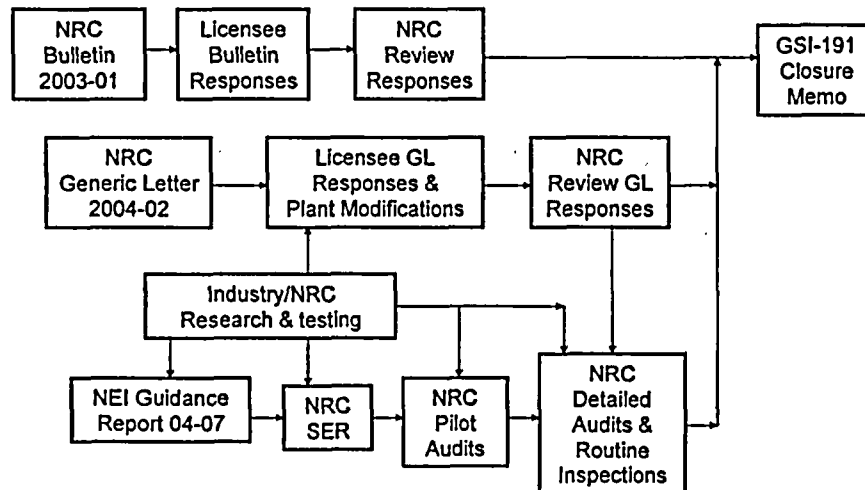 NRC
Bulletin
2003-01
Licensee
Bulletin
Responses
NRC
Review
Responses
GSI-191
Closure
Memo
NRC
Generic Letter
2004-02
Licensee GL
Responses &
Plant Modifications
NRC
Review GL
Responses
Industry/NRC
Research & testing
NEI Guidance
Report 04-07
NRC
SER
NRC
Pilot
Audits
NRC
Detailed
Audits &
Routine
Inspections